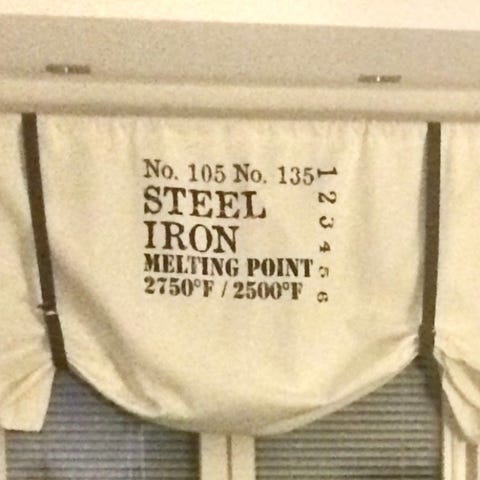 No. 105 No. 135
STEEL
IRON
MELTING POINT
2750°F / 2500°F
1 2 3 4 5 6